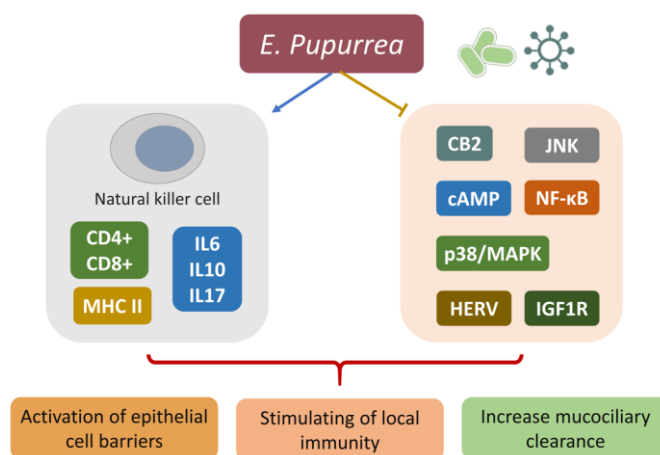 E. Pupurrea
Natural killer cell
CD4+
CD8+
IL6
IL10
IL17
MHC II
CB2
JNK
cAMP
NF-κB
p38/MAPK
HERV
IGF1R
Activation of epithelial
cell barriers
Stimulating of local
immunity
Increase mucociliary
clearance